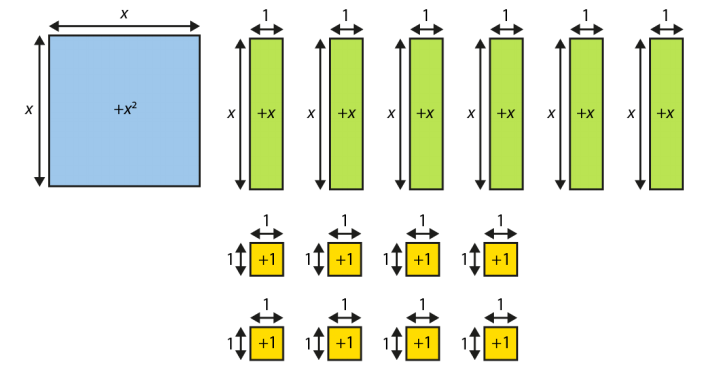 x 1 1 1 1 1 1
x +x² x +x x +x x +x x +x x +x x +x
1 1 1 1
1 +1 1 +1 1 +1 1 +1
1 1 1 1
1 +1 1 +1 1 +1 1 +1